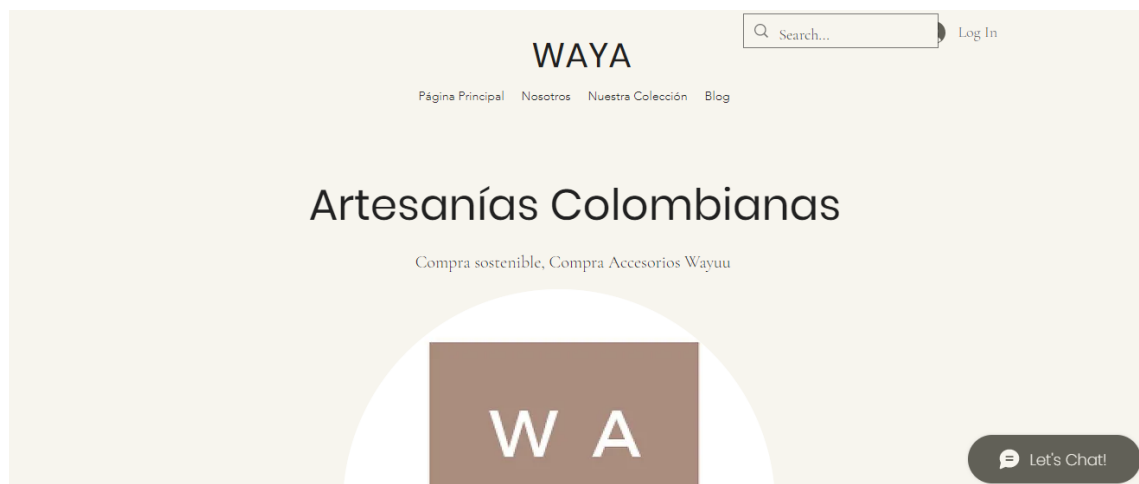 Search...
Log In
WAYA
Página Principal Nosotros Nuestra Colección Blog
Artesanías Colombianas
Compra sostenible, Compra Accesorios Wayuu
W A
Let's Chat!